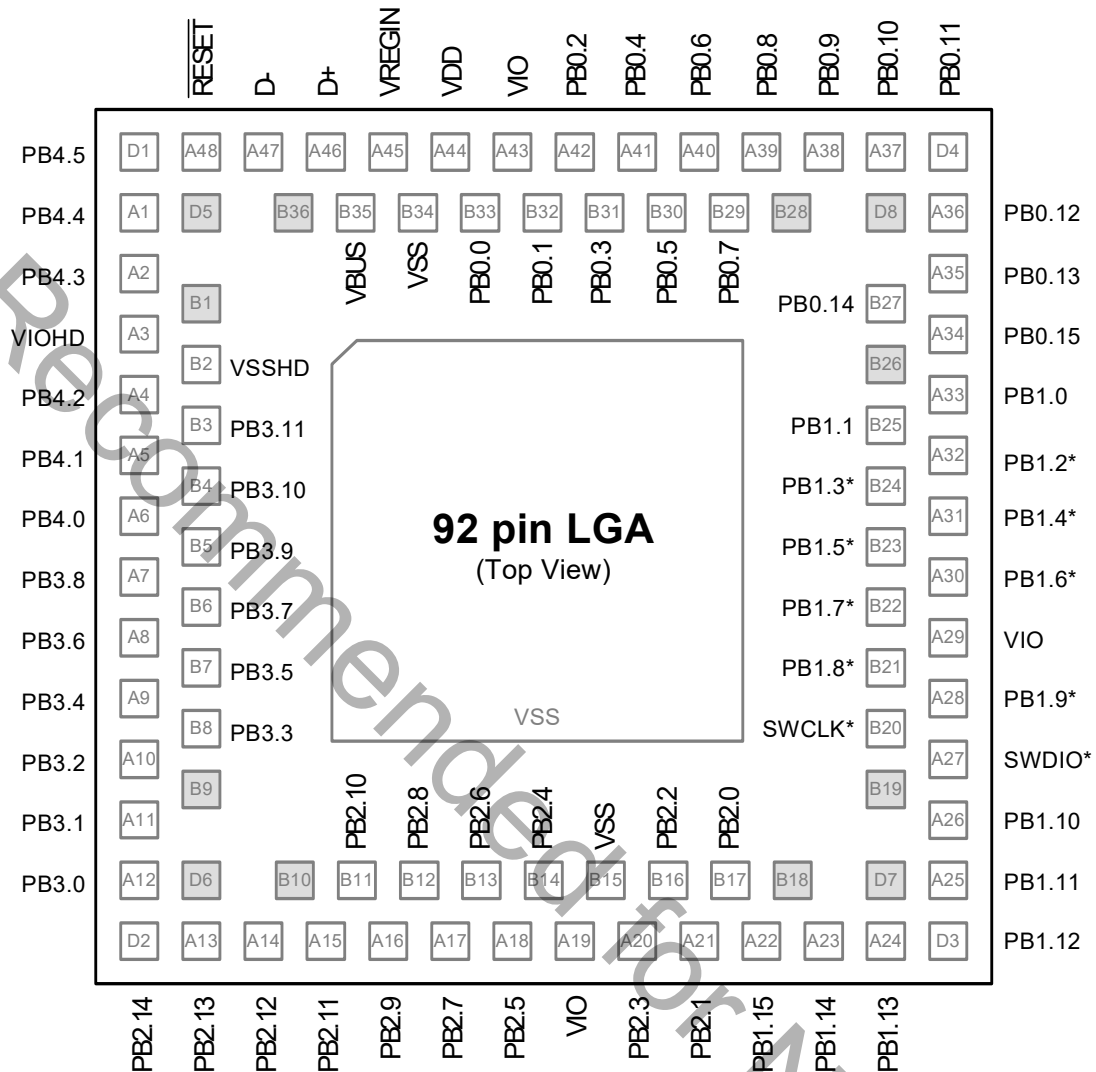 RESET D- D+ VREGIN VDD VIO PB0.2 PB0.4 PB0.6 PB0.8 PB0.9 PB0.10 PB0.11
PB4.5 D1 A48 A47 A46 A45 A44 A43 A42 A41 A40 A39 A38 A37 D4
PB4.4 A1 D5 B36 B35 B34 B33 B32 B31 B30 B29 B28 D8 A36 PB0.12
VBUS VSS PB0.0 PB0.1 PB0.3 PB0.5 PB0.7
PB4.3 A2 A35 PB0.13
B1 PB0.14 B27
VIOHD A3 A34 PB0.15
B2 VSSHD B26
PB4.2 A4 A33 PB1.0
B3 PB3.11 PB1.1 B25
PB4.1 A5 A32 PB1.2*
B4 PB3.10 PB1.3* B24
PB4.0 A6 A31 PB1.4*
92 pin LGA
(Top View)
B5 PB3.9 PB1.5* B23
PB3.8 A7 A30 PB1.6*
B6 PB3.7 PB1.7* B22
PB3.6 A8 A29 VIO
B7 PB3.5 PB1.8* B21
PB3.4 A9 A28 PB1.9*
VSS
B8 PB3.3 SWCLK* B20
PB3.2 A10 A27 SWDIO*
B9 B19
PB3.1 A11 A26 PB1.10
PB2.10 PB2.8 PB2.6 PB2.4 VSS PB2.2 PB2.0
PB3.0 A12 D6 B10 B11 B12 B13 B14 B15 B16 B17 B18 D7 A25 PB1.11
D2 A13 A14 A15 A16 A17 A18 A19 A20 A21 A22 A23 A24 D3 PB1.12
PB2.14 PB2.13 PB2.12 PB2.11 PB2.9 PB2.7 PB2.5 VIO PB2.3 PB2.1 PB1.15 PB1.14 PB1.13
Recommended for